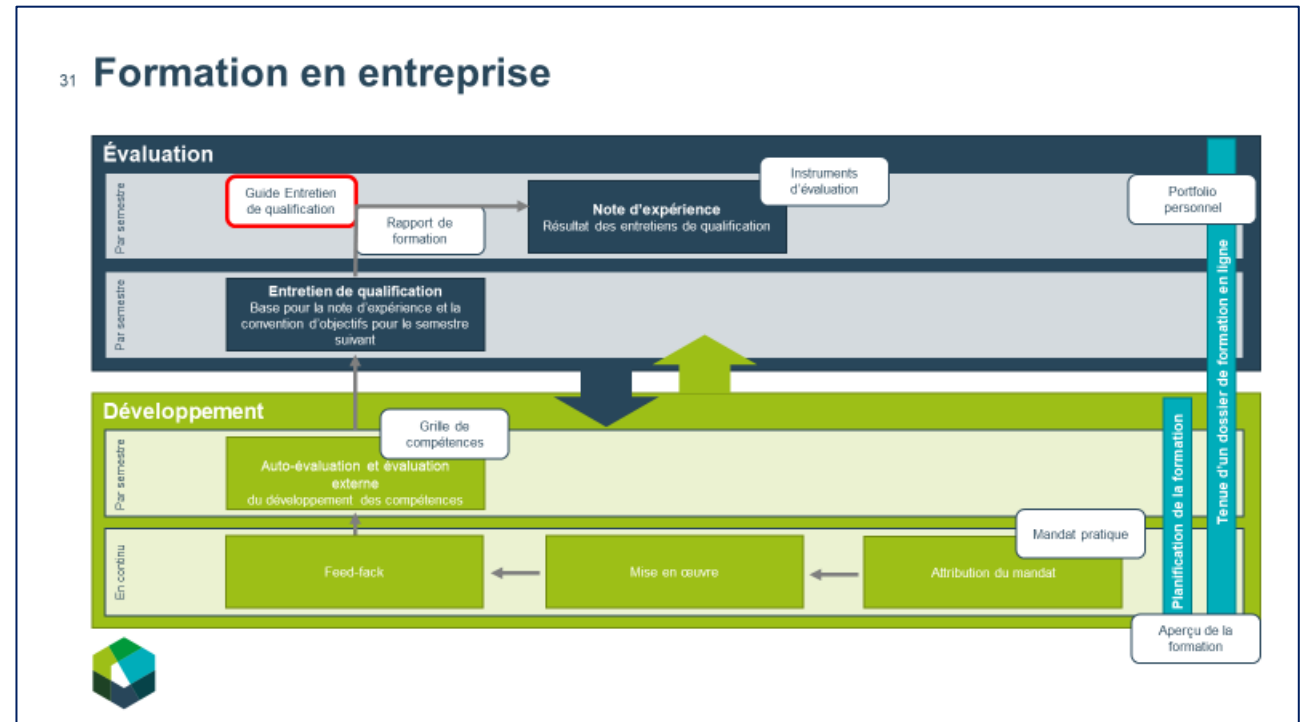 31 Formation en entreprise
Évaluation
Par semestre
Guide Entretien
de qualification
Rapport de
formation
Note d'expérience
Résultat des entretiens de qualification
Instruments
d'évaluation
Portfolio
personnel
Par semestre
Entretien de qualification
Base pour la note d'expérience et la
convention d'objectifs pour le semestre
suivant
Tenue d'un dossier de formation en ligne
Développement
Par semestre
Grille de
compétences
Auto-évaluation et évaluation
externe
du développement des compétences
Planification de la formation
En continu
Feed-fack
Mise en œuvre
Attribution du mandat
Mandat pratique
Aperçu de la
formation